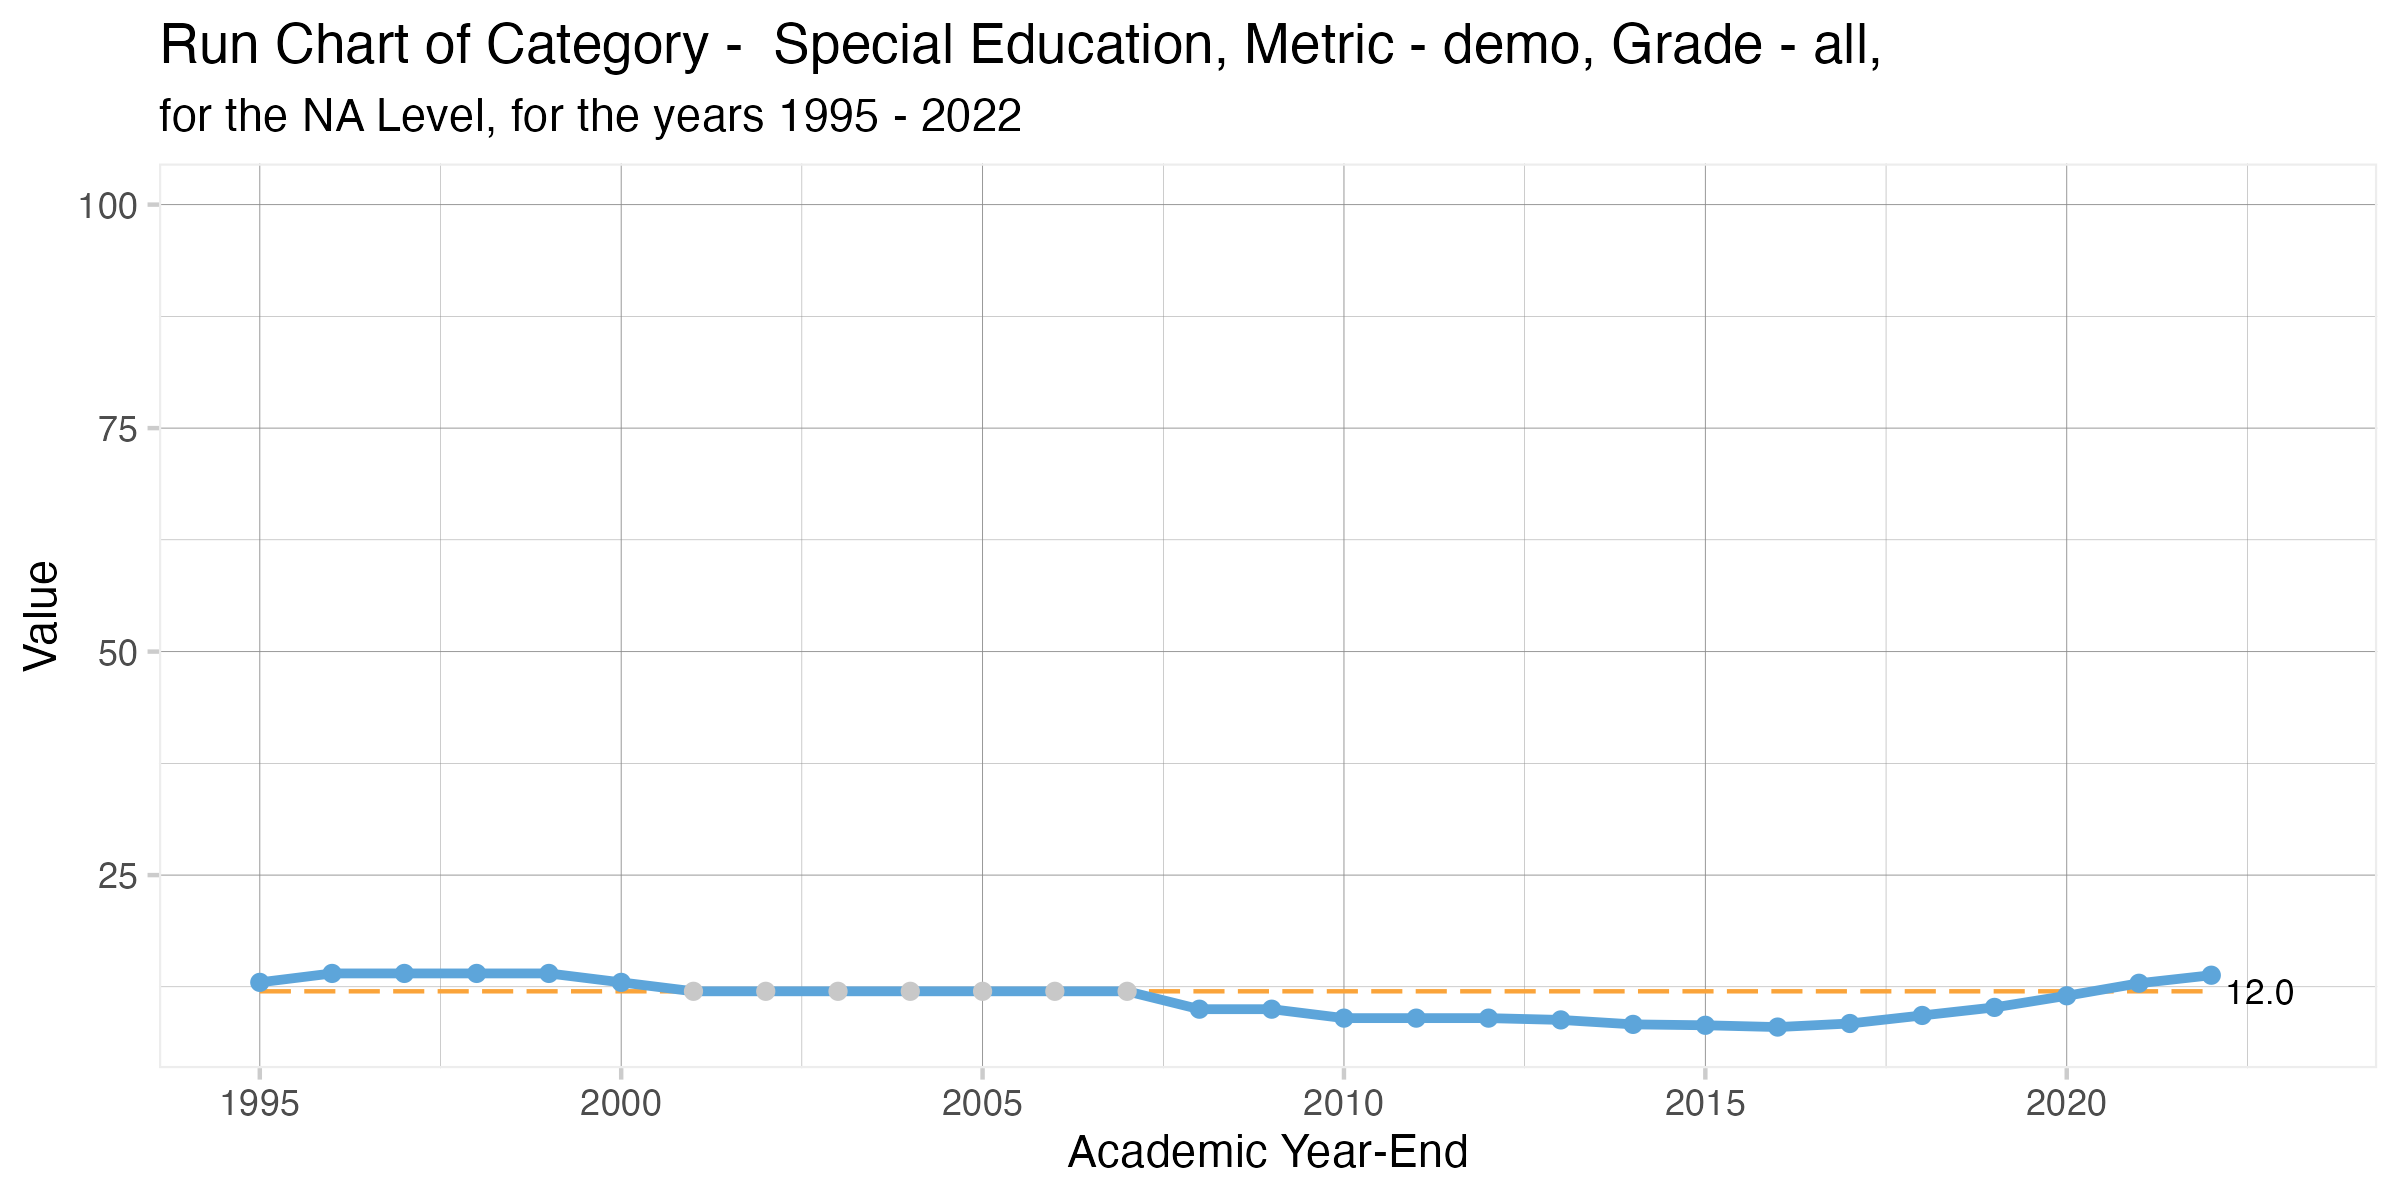 Run Chart of Category -  Special Education, Metric - demo, Grade - all,
for the NA Level, for the years 1995 - 2022
100
75
50
25
Value
12.0
1995 2000 2005 2010 2015 2020
Academic Year-End